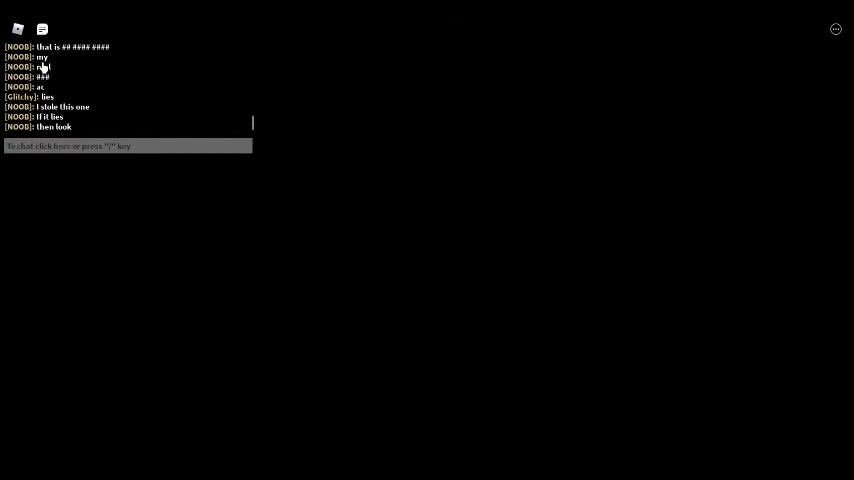 [NOOB]: that is ## #### ####
[NOOB]: my
[NOOB]:
[NOOB]: ###
[NOOB]: ac
[Glitchy]: lies
[NOOB]: I stole this one
[NOOB]: If it lies
[NOOB]: then look
To chat click here or press "/" key